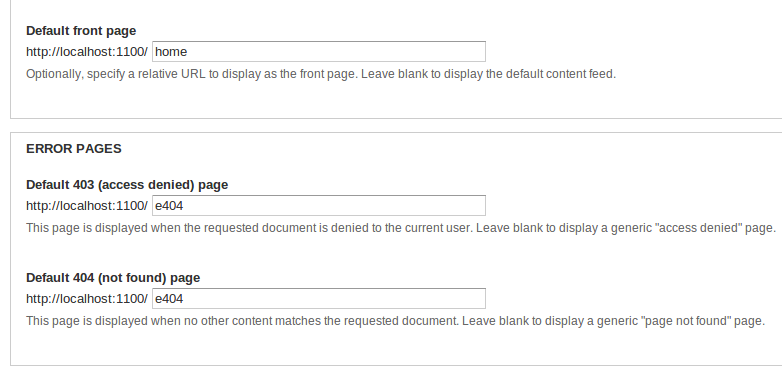 Default front page
http://localhost:1100/ home
Optionally, specify a relative URL to display as the front page. Leave blank to display the default content feed.
ERROR PAGES
Default 403 (access denied) page
http://localhost:1100/ e404
This page is displayed when the requested document is denied to the current user. Leave blank to display a generic "access denied" page.
Default 404 (not found) page
http://localhost:1100/ e404
This page is displayed when no other content matches the requested document. Leave blank to display a generic "page not found" page.